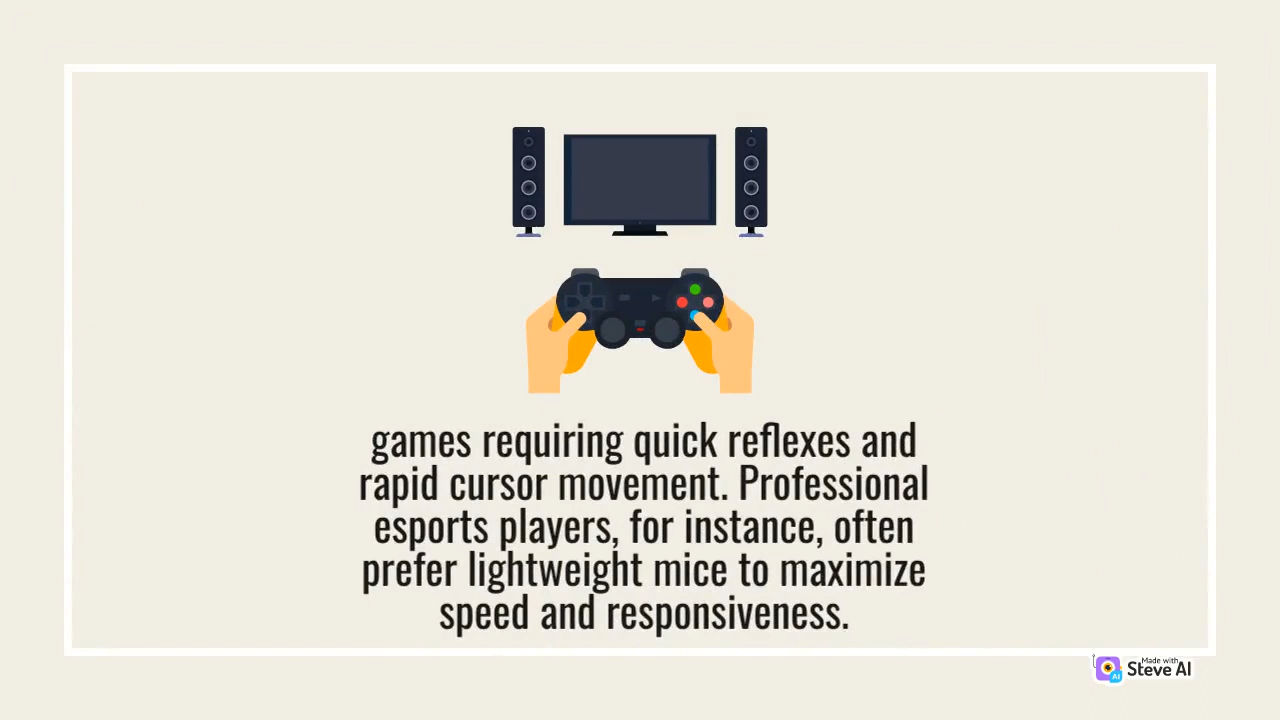 games requiring quick reflexes and
rapid cursor movement. Professional
esports players, for instance, often
prefer lightweight mice to maximize
speed and responsiveness.
Made with
Steve AI
AI